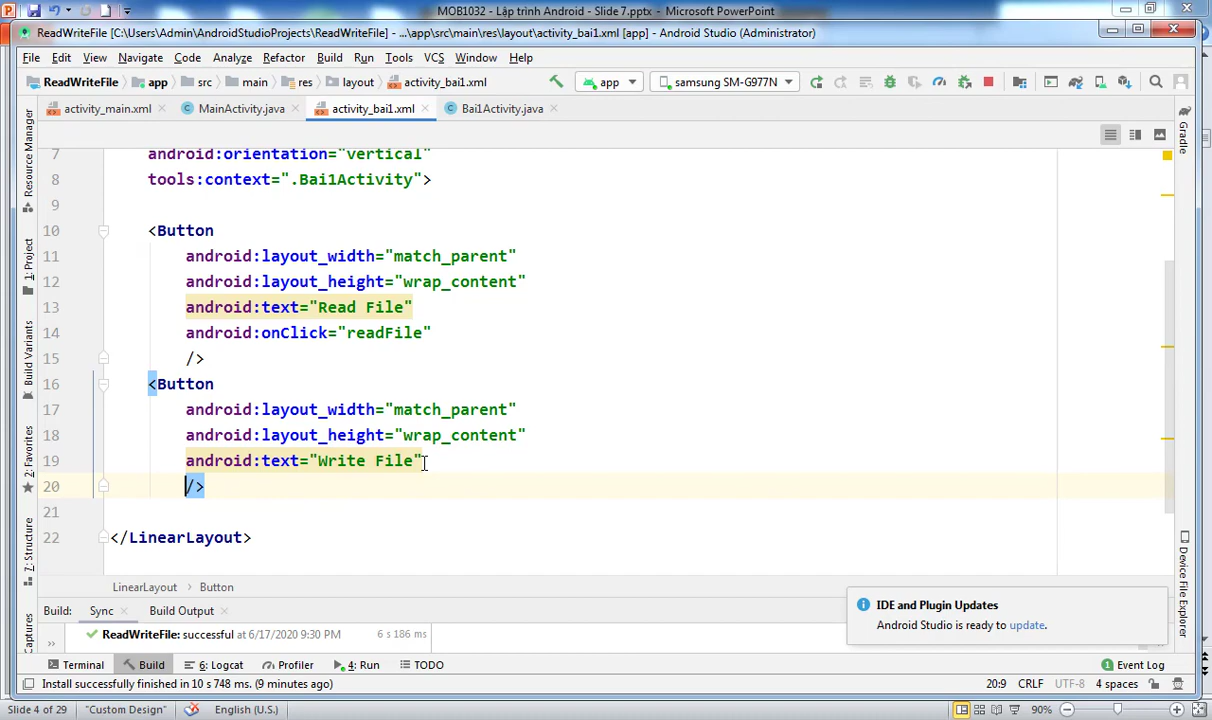 MOB1032 - Lập trình Android - Slide 7.pptx - Microsoft PowerPoint
ReadWriteFile [C:\Users\Admin\AndroidStudioProjects\ReadWriteFile] - ...\app\src\main\res\layout\activity_bai1.xml [app] - Android Studio (Administrator)
File Edit View Navigate Code Analyze Refactor Build Run Tools VCS Window Help
ReadWriteFile app src main res layout activity_bai1.xml app samsung SM-G977N
activity_main.xml MainActivity.java activity_bai1.xml Bai1Activity.java
7 android:orientation="vertical"
8 tools:context=".Bai1Activity">
9
10 <Button
11 android:layout_width="match_parent"
12 android:layout_height="wrap_content"
13 android:text="Read File"
14 android:onClick="readFile"
15 />
16 <Button
17 android:layout_width="match_parent"
18 android:layout_height="wrap_content"
19 android:text="Write File"
20 />
21
22 </LinearLayout>
Resource Manager
1: Project
Build Variants
2: Favorites
7: Structure
Captures
Gradle
Device File Explorer
LinearLayout › Button
IDE and Plugin Updates
Android Studio is ready to update.
Build: Sync Build Output
ReadWriteFile: successful at 6/17/2020 9:30 PM 6 s 186 ms
Terminal Build 6: Logcat Profiler 4: Run TODO Event Log
Install successfully finished in 10 s 748 ms. (9 minutes ago) 20:9 CRLF UTF-8 4 spaces
Slide 4 of 29 "Custom Design" English (U.S.) 90%